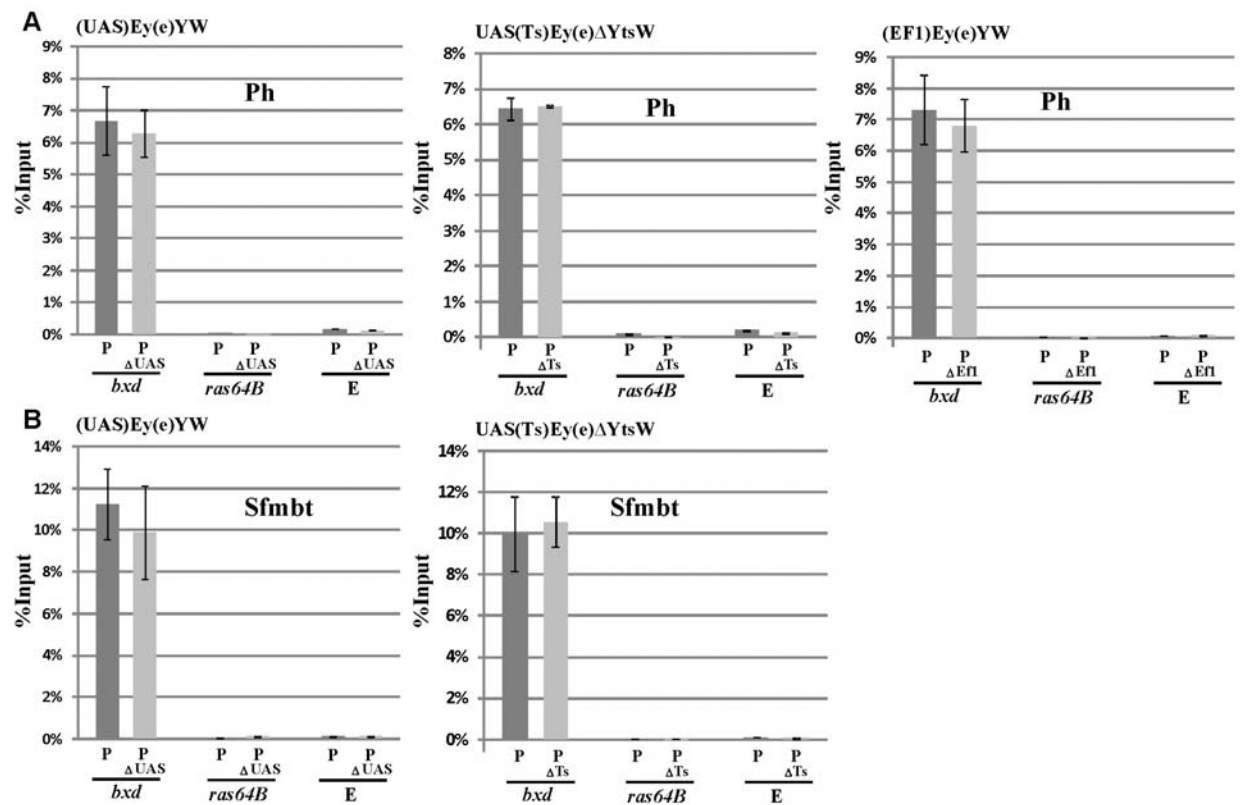 A
(UAS)Ey(e)YW
%Input
9%
8%
7%
6%
5%
4%
3%
2%
1%
0%
Ph
P P P P P P
ΔUAS ΔUAS ΔUAS
bxd ras64B E
UAS(Ts)Ey(e)ΔYtsW
%Input
8%
7%
6%
5%
4%
3%
2%
1%
0%
Ph
P P P P P P
ΔTs ΔTs ΔTs
bxd ras64B E
(EF1)Ey(e)YW
%Input
9%
8%
7%
6%
5%
4%
3%
2%
1%
0%
Ph
P P P P P P
ΔEf1 ΔEf1 ΔEf1
bxd ras64B E
B
(UAS)Ey(e)YW
%Input
14%
12%
10%
8%
6%
4%
2%
0%
Sfmbt
P P P P P P
ΔUAS ΔUAS ΔUAS
bxd ras64B E
UAS(Ts)Ey(e)ΔYtsW
%Input
14%
12%
10%
8%
6%
4%
2%
0%
Sfmbt
P P P P P P
ΔTs ΔTs ΔTs
bxd ras64B E